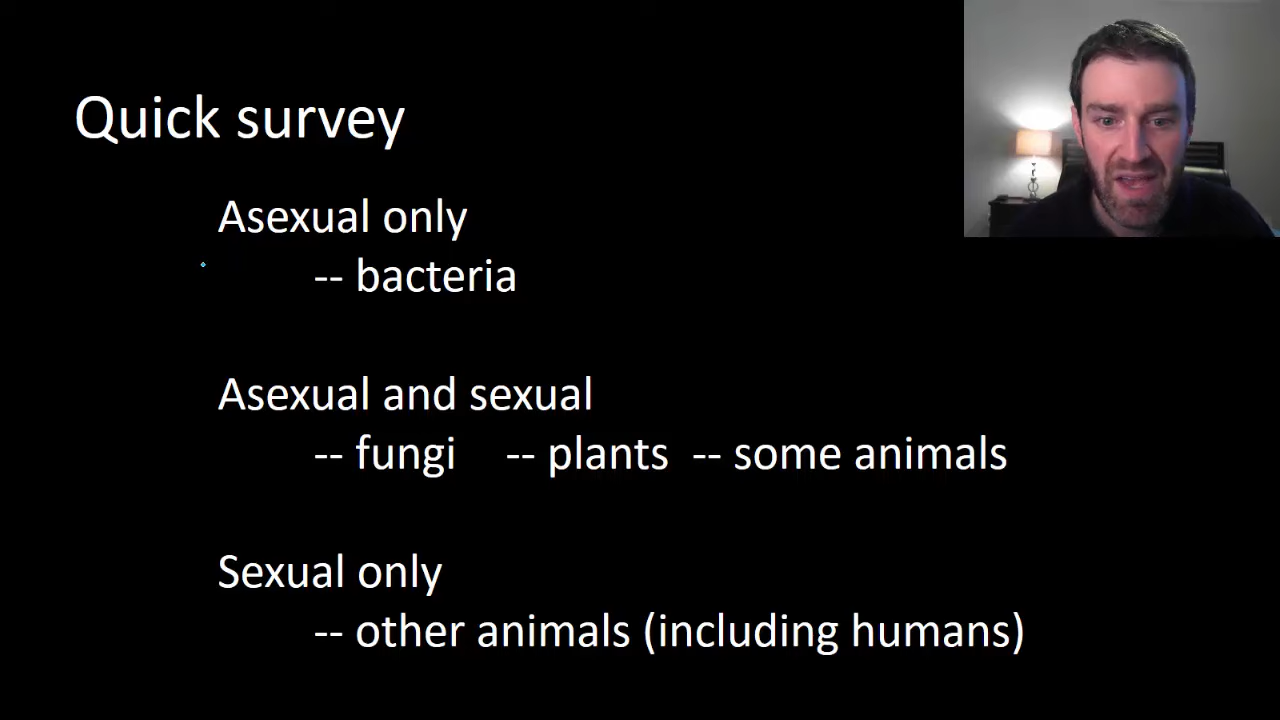 Quick survey
Asexual only
-- bacteria
Asexual and sexual
-- fungi -- plants -- some animals
Sexual only
-- other animals (including humans)